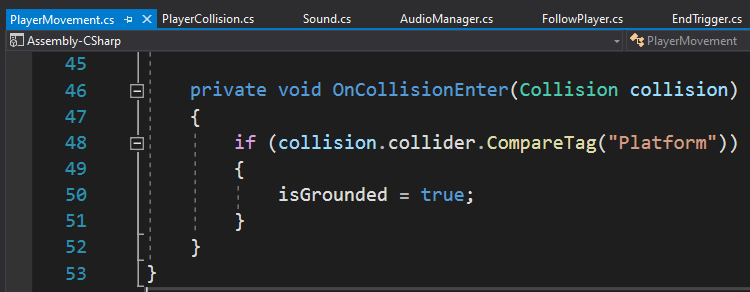 PlayerMovement.cs PlayerCollision.cs Sound.cs AudioManager.cs FollowPlayer.cs EndTrigger.cs
Assembly-CSharp PlayerMovement
45
46 private void OnCollisionEnter(Collision collision)
47 {
48 if (collision.collider.CompareTag("Platform"))
49 {
50 isGrounded = true;
51 }
52 }
53 }